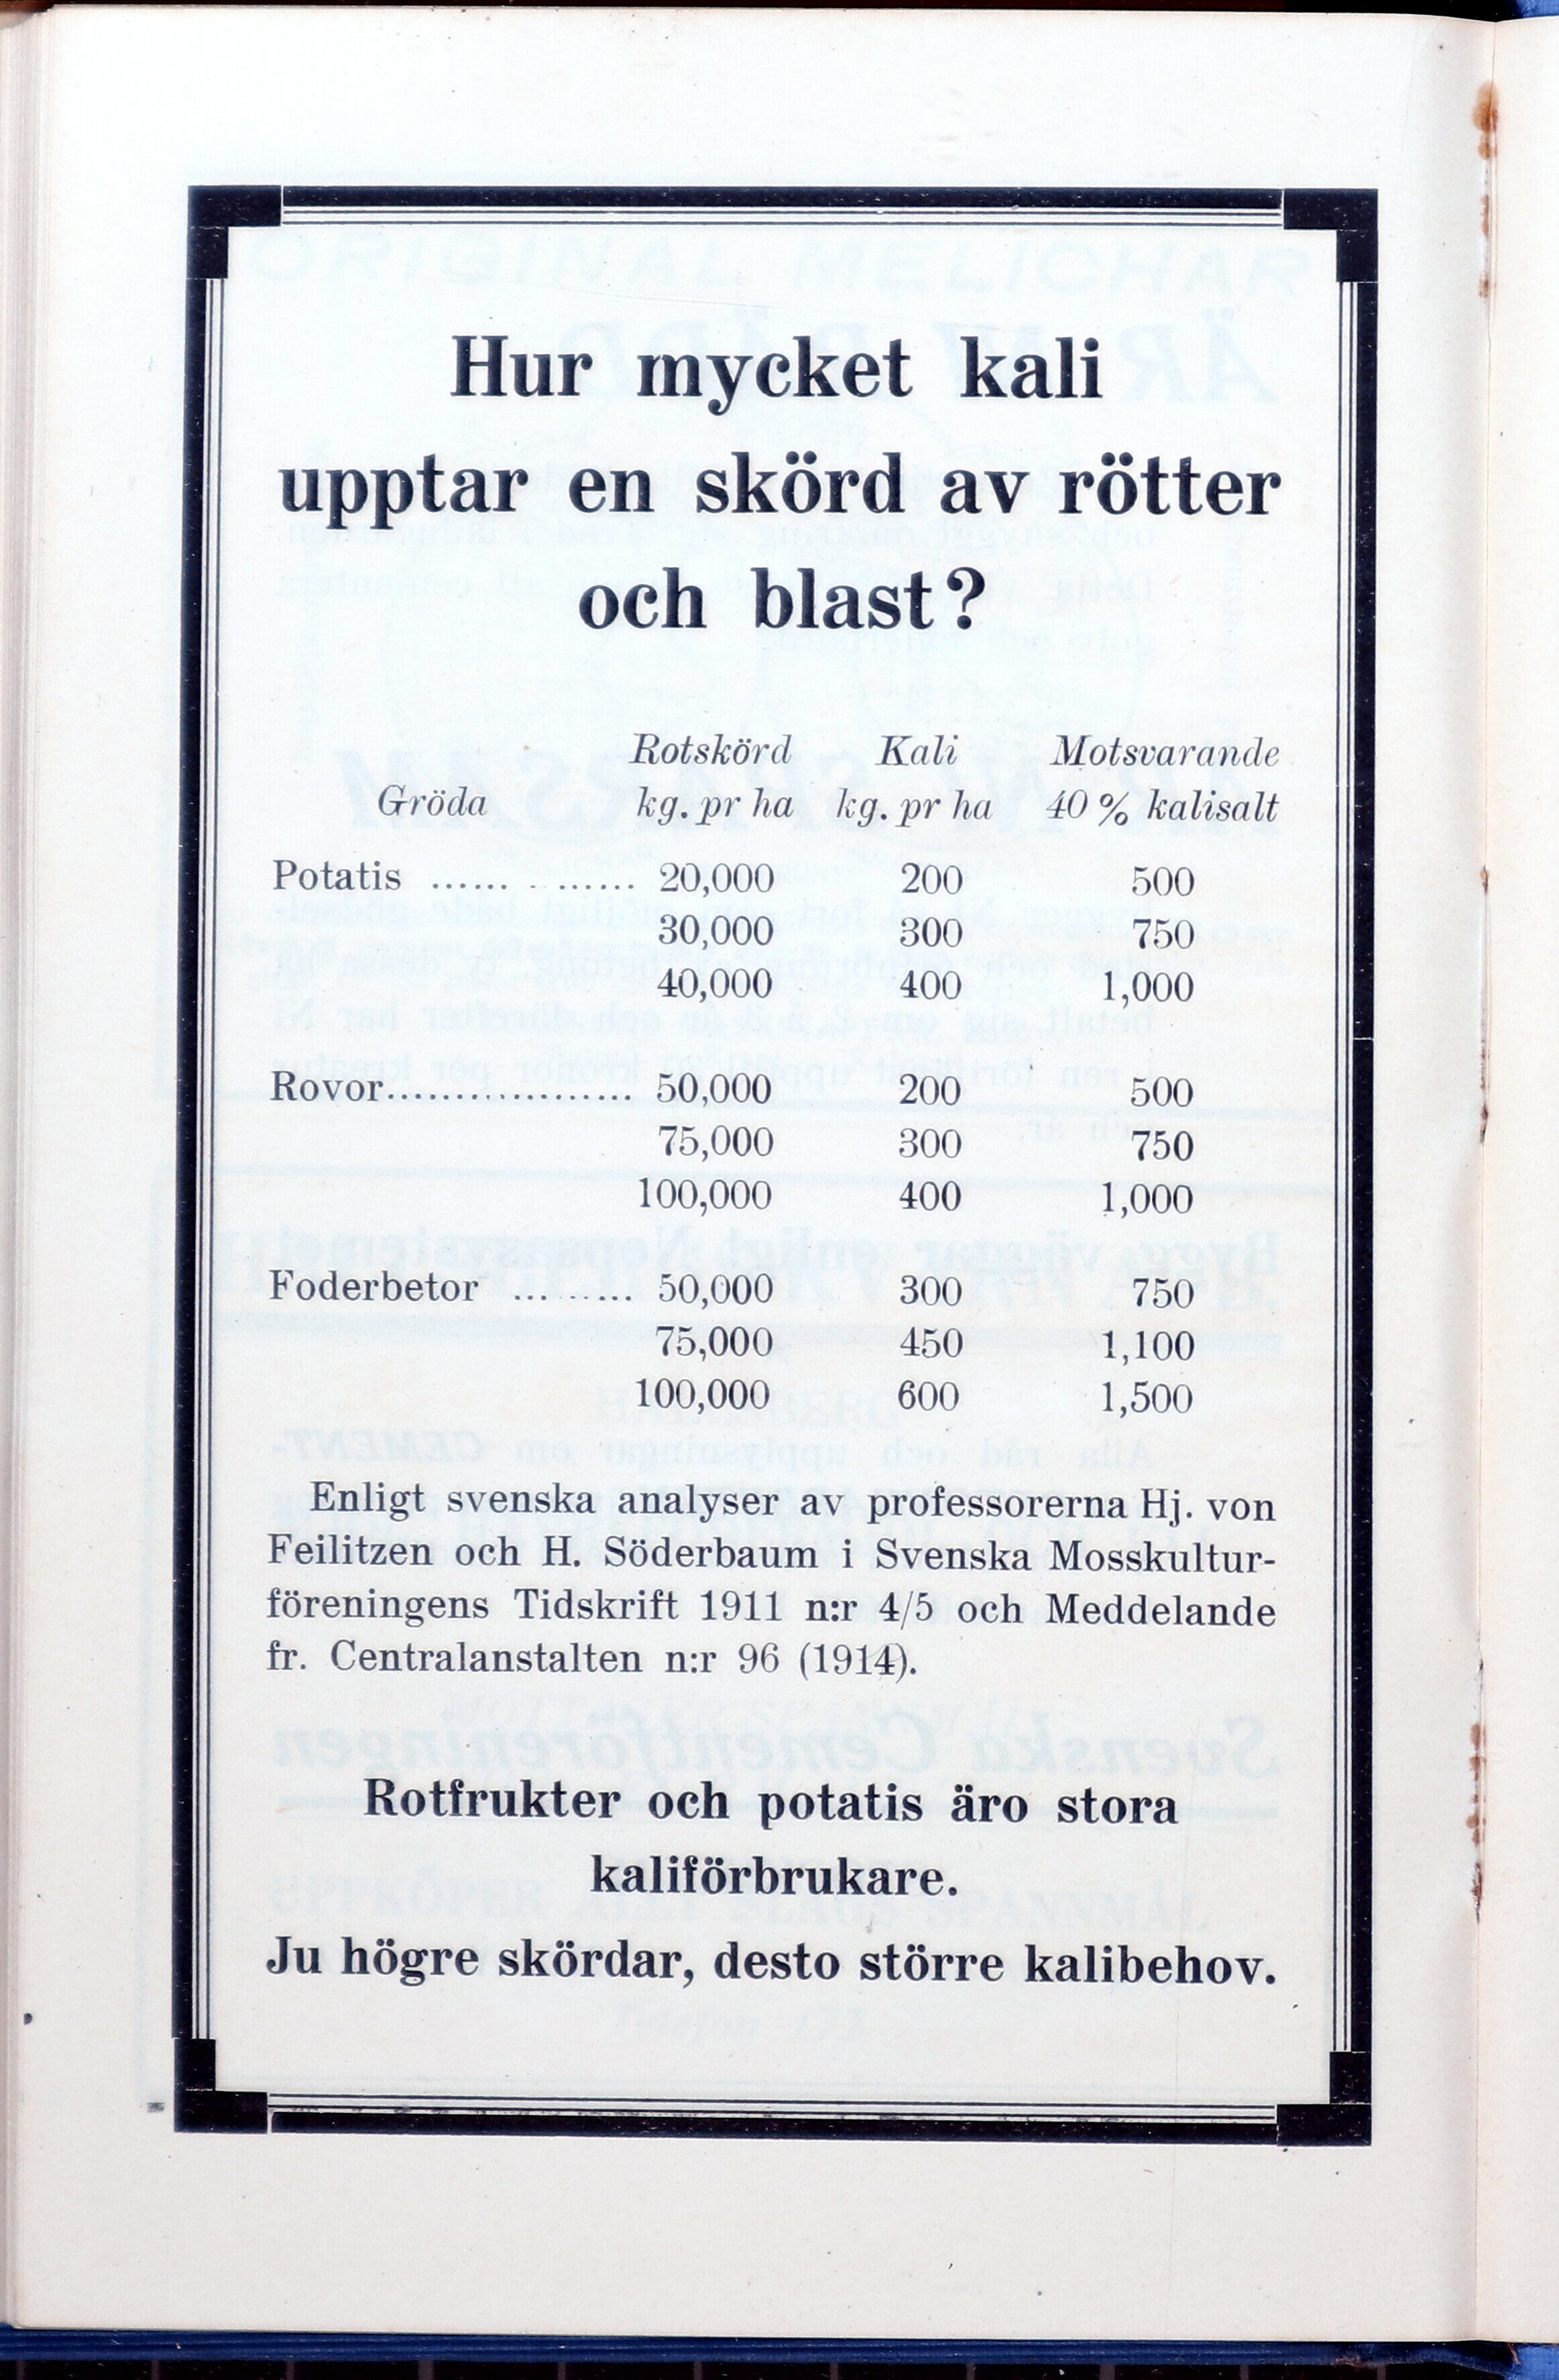 Hur mycket kali
upptar en skörd av rötter
och blast?
Rotskörd Kali Motsvarande
Gröda kg. pr ha kg. pr ha 40 % kalisalt
Potatis ...... . ...... 20,000 200 500
30,000 300 750
40,000 400 1,000
Rovor.................. 50,000 200 500
75,000 300 750
100,000 400 1,000
Foderbetor ......... 50,000 300 750
75,000 450 1,100
100,000 600 1,500
Enligt svenska analyser av professorerna Hj. von
Feilitzen och H. Söderbaum i Svenska Mosskultur-
föreningens Tidskrift 1911 n:r 4/5 och Meddelande
fr. Centralanstalten n:r 96 (1914).
Rotfrukter och potatis äro stora
kaliförbrukare.
Ju högre skördar, desto större kalibehov.